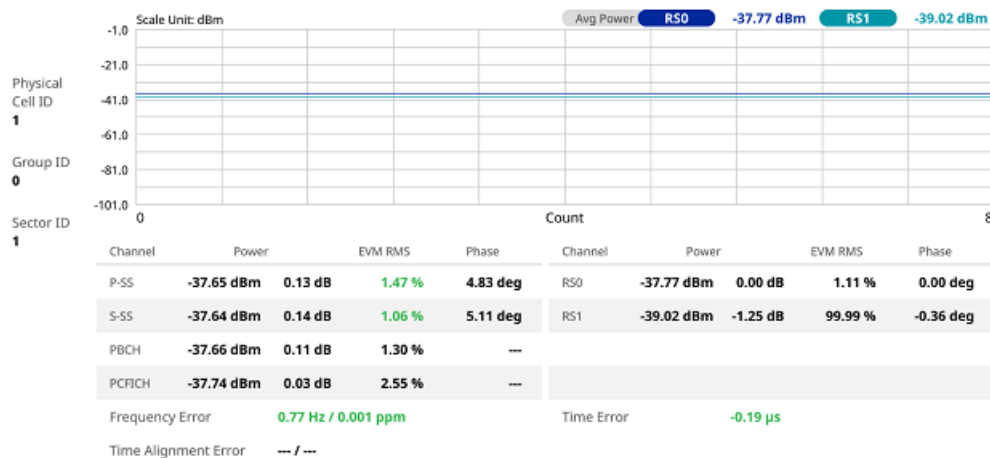 Scale Unit: dBm Avg Power RS0 -37.77 dBm RS1 -39.02 dBm
-1.0
-21.0
-41.0
-61.0
-81.0
-101.0
0 Count 8
Physical
Cell ID
1
Group ID
0
Sector ID
1
Channel Power EVM RMS Phase
P-SS -37.65 dBm 0.13 dB 1.47 % 4.83 deg
S-SS -37.64 dBm 0.14 dB 1.06 % 5.11 deg
PBCH -37.66 dBm 0.11 dB 1.30 % ---
PCFICH -37.74 dBm 0.03 dB 2.55 % ---
Frequency Error 0.77 Hz / 0.001 ppm
Time Alignment Error --- / ---
Channel Power EVM RMS Phase
RS0 -37.77 dBm 0.00 dB 1.11 % 0.00 deg
RS1 -39.02 dBm -1.25 dB 99.99 % -0.36 deg
Time Error -0.19 µs